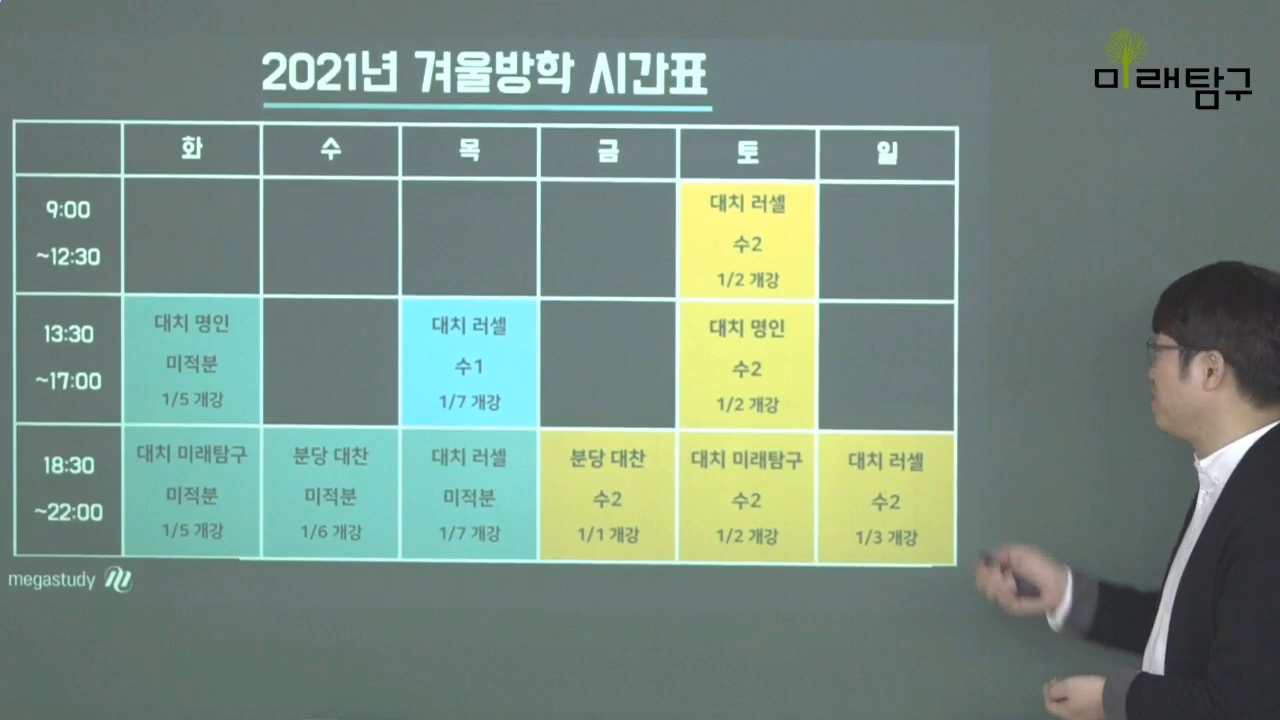 2021년 겨울방학 시간표
미래탐구
화 수 목 금 토 일
9:00
~12:30
대치 러셀
수2
1/2 개강
13:30
~17:00
대치 명인
미적분
1/5 개강
대치 러셀
수1
1/7 개강
대치 명인
수2
1/2 개강
18:30
~22:00
대치 미래탐구
미적분
1/5 개강
분당 대찬
미적분
1/6 개강
대치 러셀
미적분
1/7 개강
분당 대찬
수2
1/1 개강
대치 미래탐구
수2
1/2 개강
대치 러셀
수2
1/3 개강
megastudy